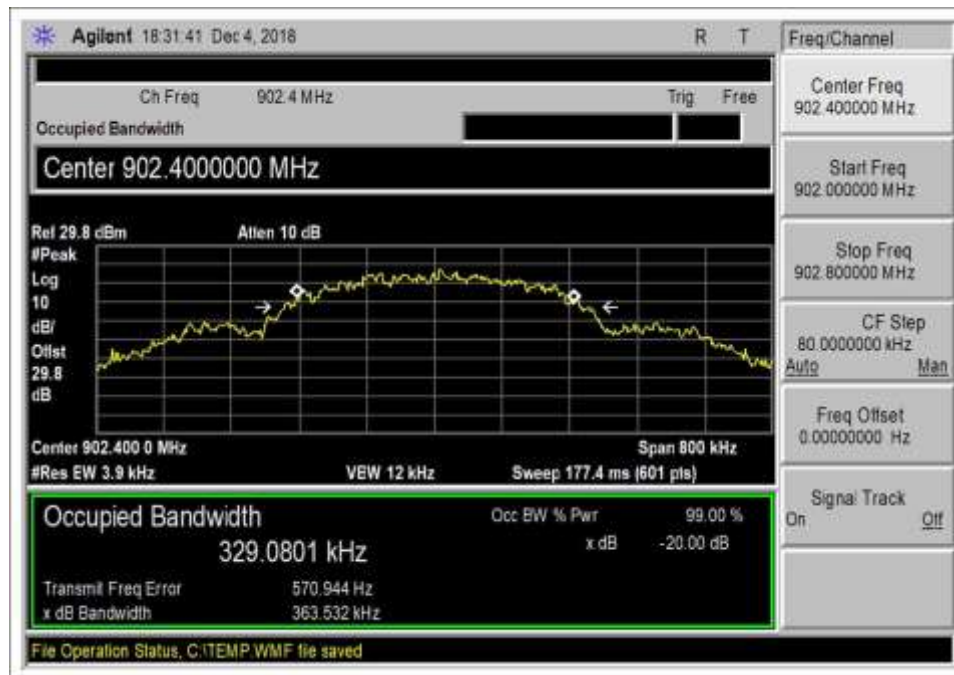 Agilent 18:31:41 Dec 4, 2018 R T
Freq/Channel
Ch Freq 902.4 MHz Trig Free
Occupied Bandwidth
Center 902.4000000 MHz
Center Freq
902.400000 MHz
Start Freq
902.000000 MHz
Stop Freq
902.800000 MHz
CF Step
80.0000000 kHz
Auto Man
Freq Offset
0.00000000 Hz
Signal Track
On Off
Ref 29.8 dBm Atten 10 dB
#Peak
Log
10
dB/
Offst
29.8
dB
Center 902.400 0 MHz Span 800 kHz
#Res BW 3.9 kHz VBW 12 kHz Sweep 177.4 ms (601 pts)
Occupied Bandwidth Occ BW % Pwr 99.00 %
329.0801 kHz x dB -20.00 dB
Transmit Freq Error 570.944 Hz
x dB Bandwidth 363.532 kHz
File Operation Status, C:\TEMP.WMF file saved